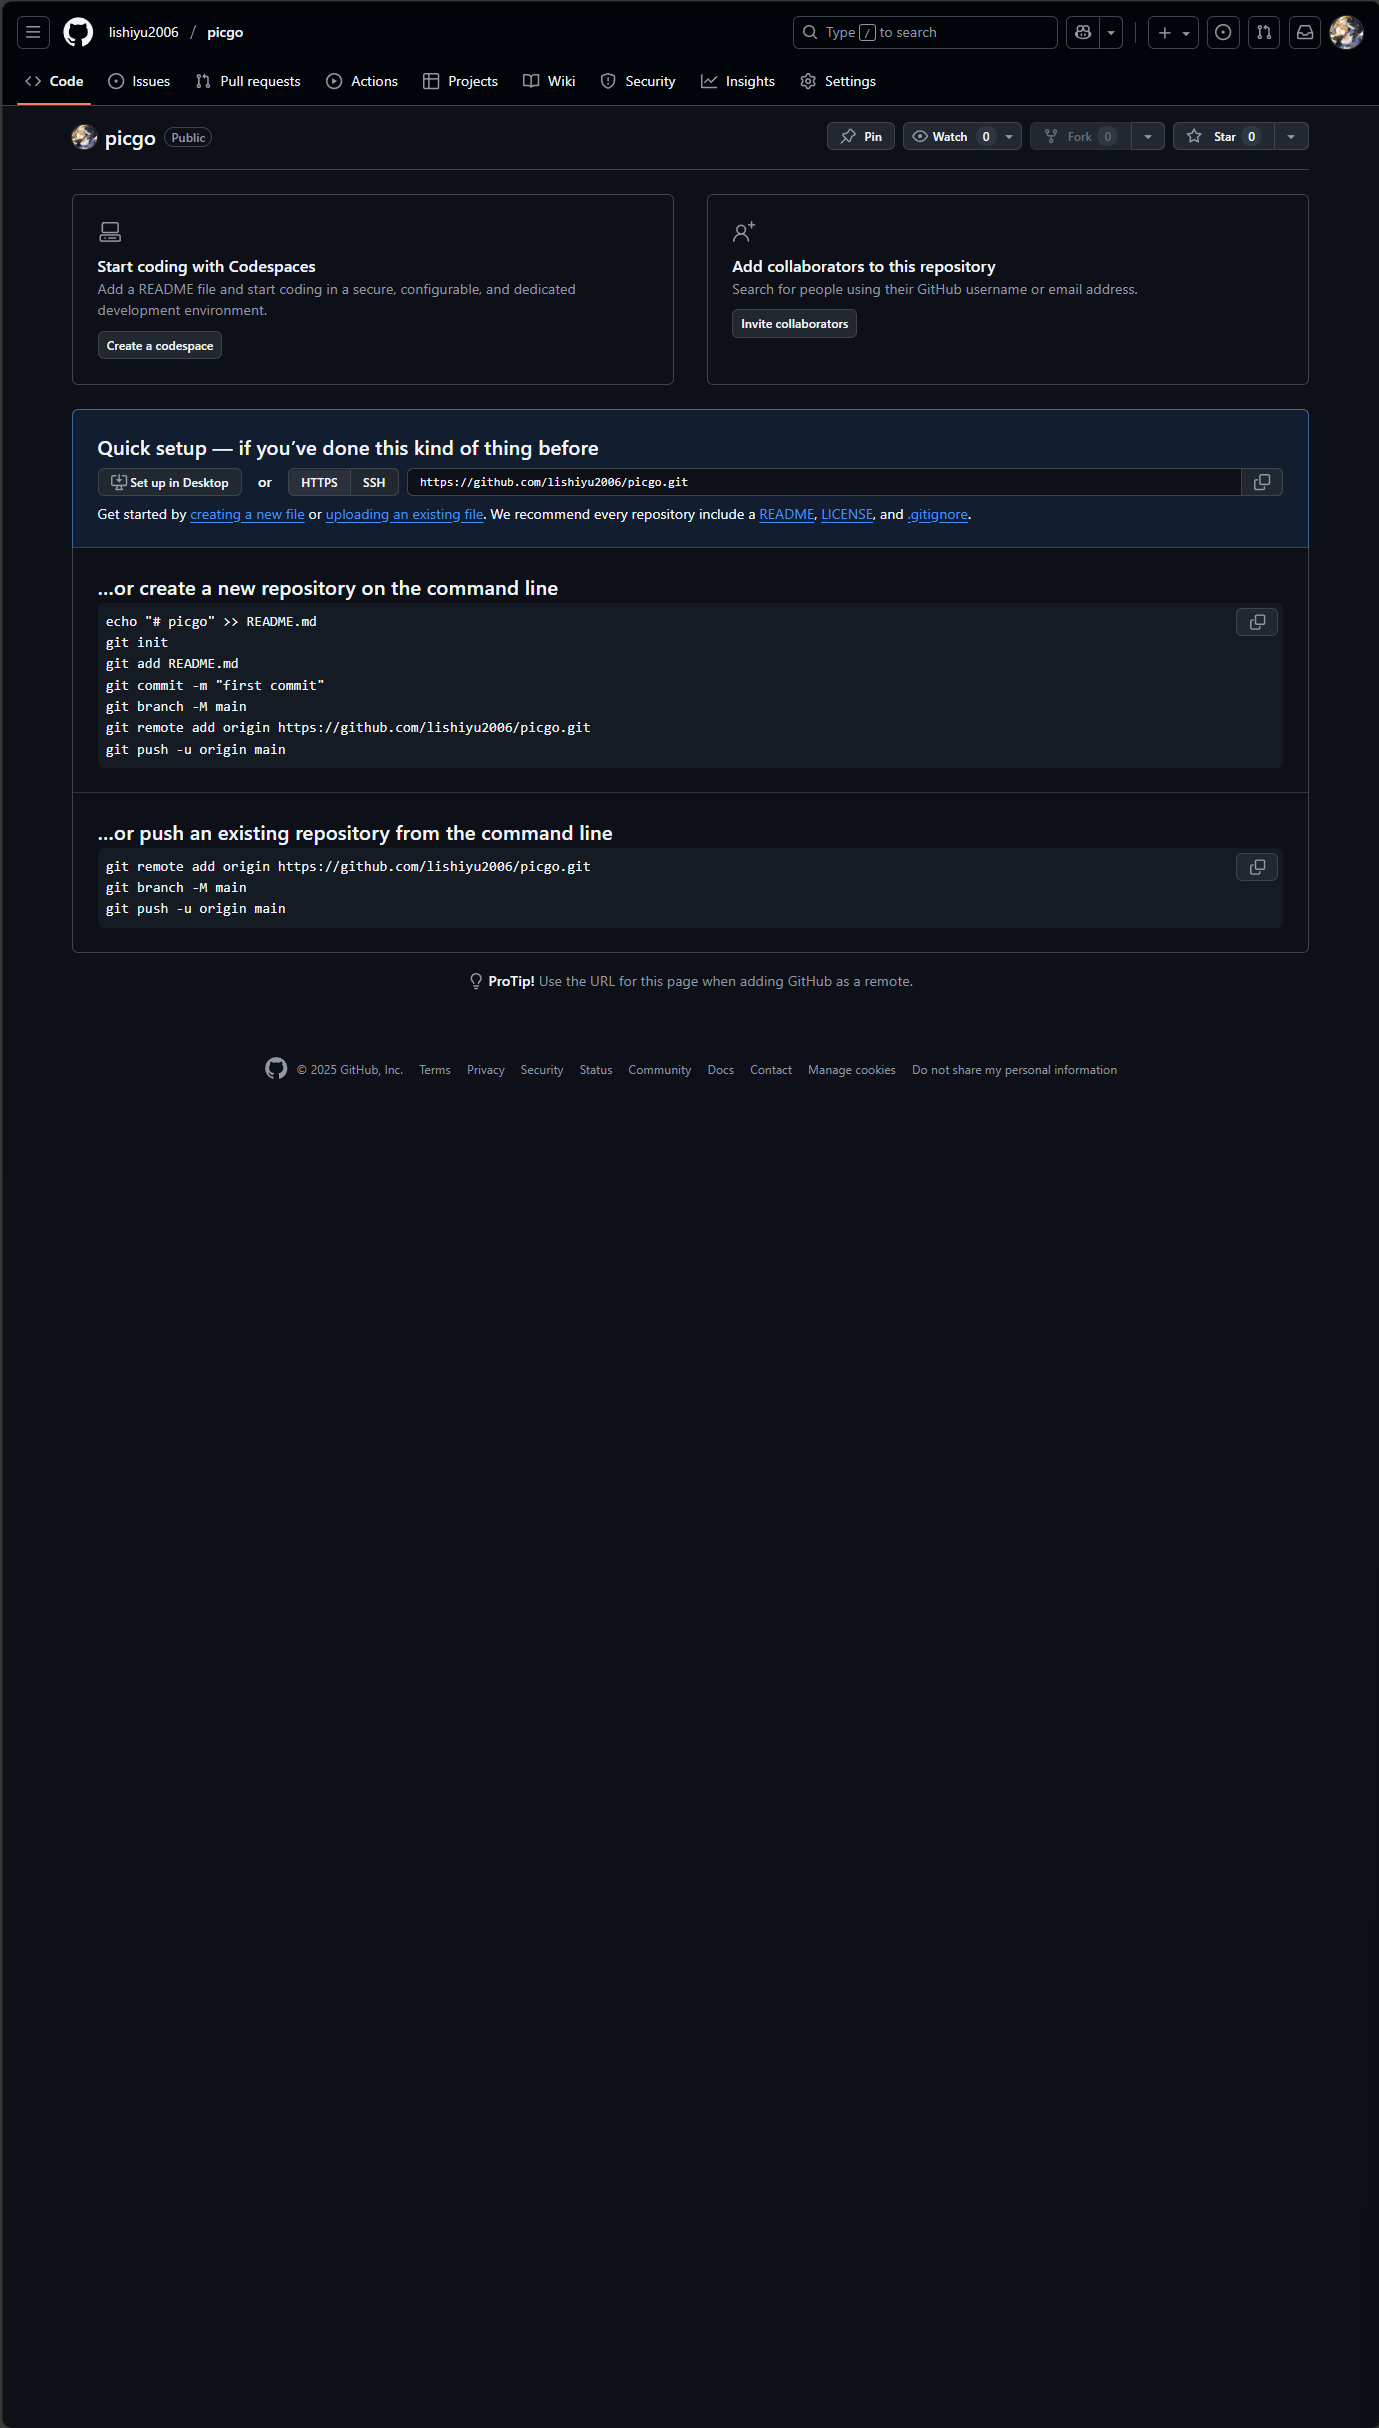 lishiyu2006 / picgo
Type / to search
Code Issues Pull requests Actions Projects Wiki Security Insights Settings
picgo Public
Pin Watch 0 Fork 0 Star 0
Start coding with Codespaces
Add a README file and start coding in a secure, configurable, and dedicated
development environment.
Create a codespace
Add collaborators to this repository
Search for people using their GitHub username or email address.
Invite collaborators
Quick setup — if you’ve done this kind of thing before
Set up in Desktop or HTTPS SSH https://github.com/lishiyu2006/picgo.git
Get started by creating a new file or uploading an existing file. We recommend every repository include a README, LICENSE, and .gitignore.
…or create a new repository on the command line
echo "# picgo" >> README.md
git init
git add README.md
git commit -m "first commit"
git branch -M main
git remote add origin https://github.com/lishiyu2006/picgo.git
git push -u origin main
…or push an existing repository from the command line
git remote add origin https://github.com/lishiyu2006/picgo.git
git branch -M main
git push -u origin main
ProTip! Use the URL for this page when adding GitHub as a remote.
© 2025 GitHub, Inc. Terms Privacy Security Status Community Docs Contact Manage cookies Do not share my personal information